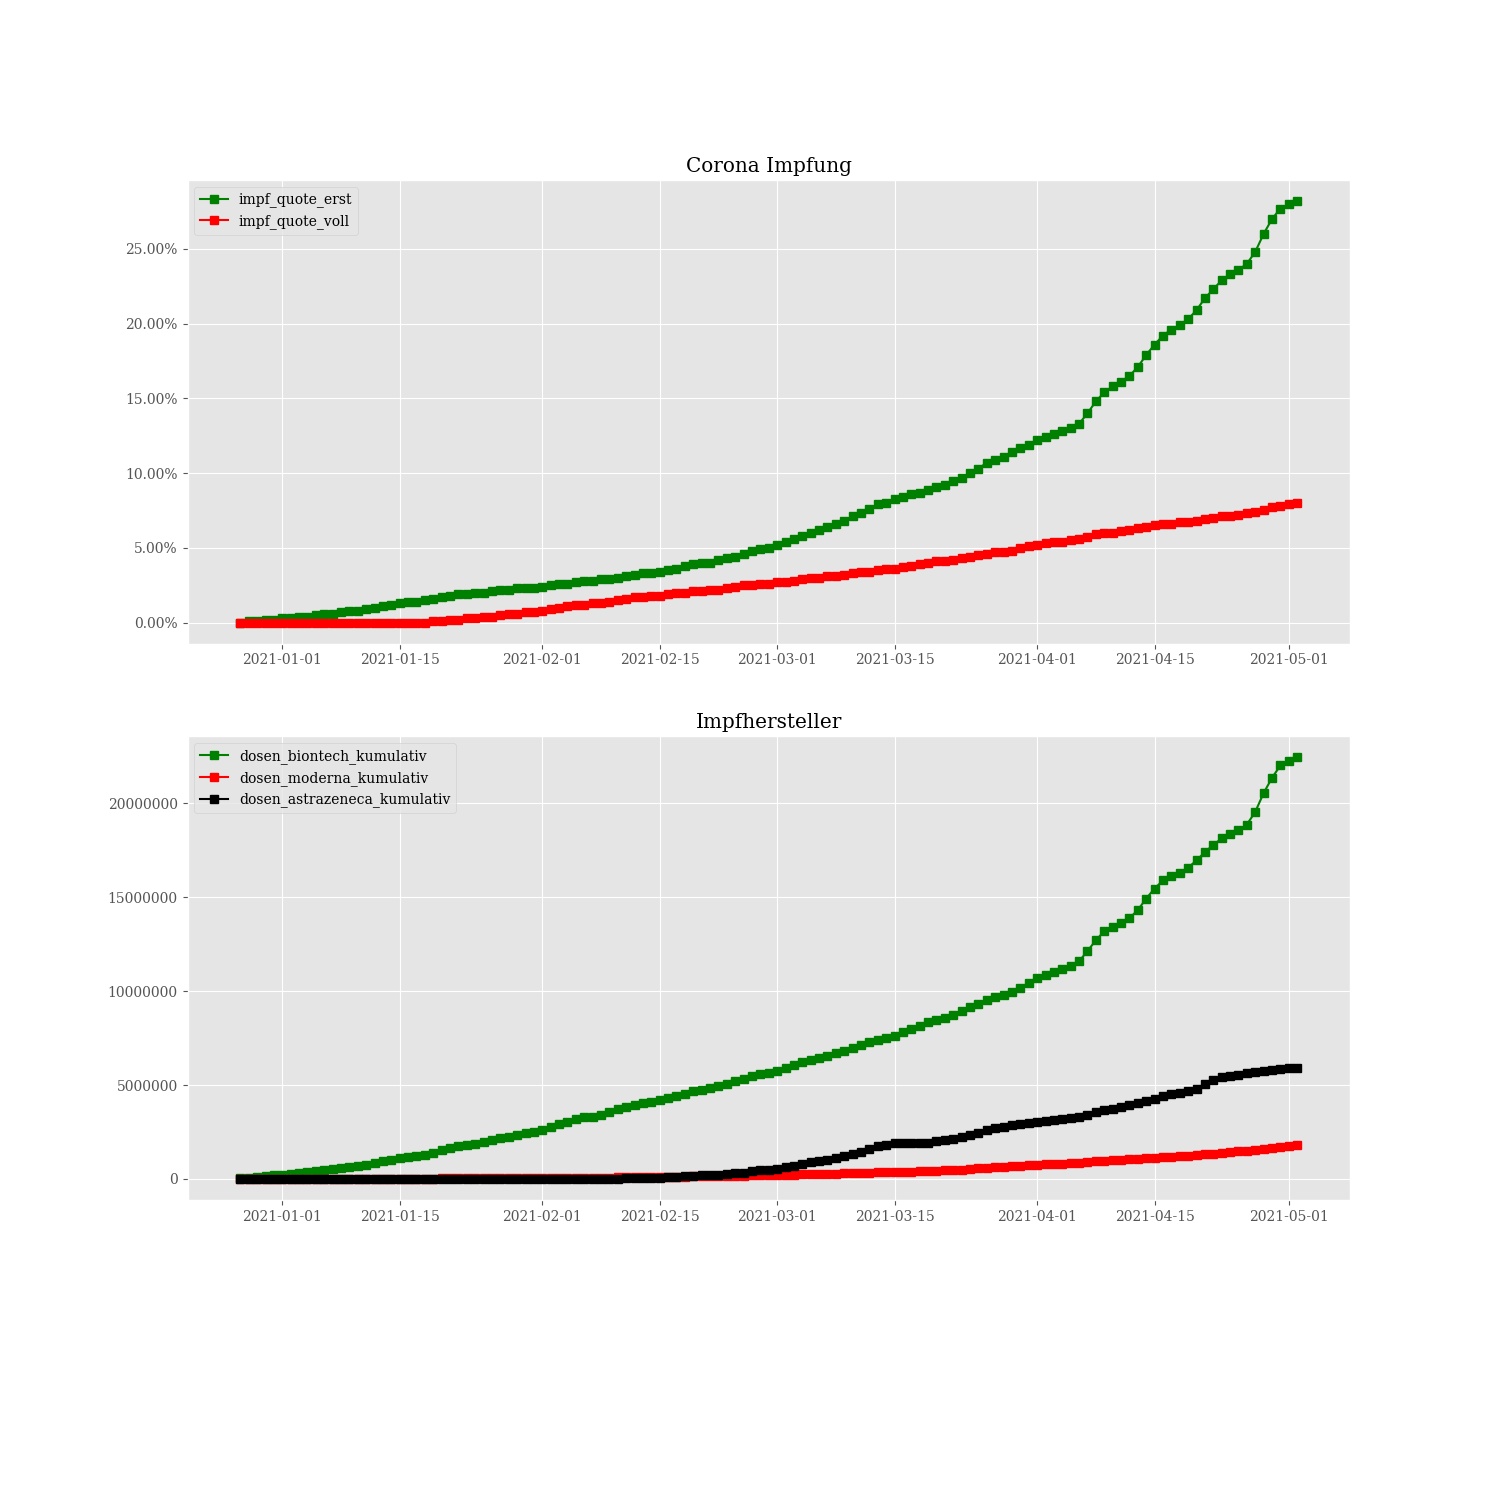 Corona Impfung
impf_quote_erst
impf_quote_voll
25.00%
20.00%
15.00%
10.00%
5.00%
0.00%
2021-01-01 2021-01-15 2021-02-01 2021-02-15 2021-03-01 2021-03-15 2021-04-01 2021-04-15 2021-05-01
Impfhersteller
dosen_biontech_kumulativ
dosen_moderna_kumulativ
dosen_astrazeneca_kumulativ
20000000
15000000
10000000
5000000
0
2021-01-01 2021-01-15 2021-02-01 2021-02-15 2021-03-01 2021-03-15 2021-04-01 2021-04-15 2021-05-01